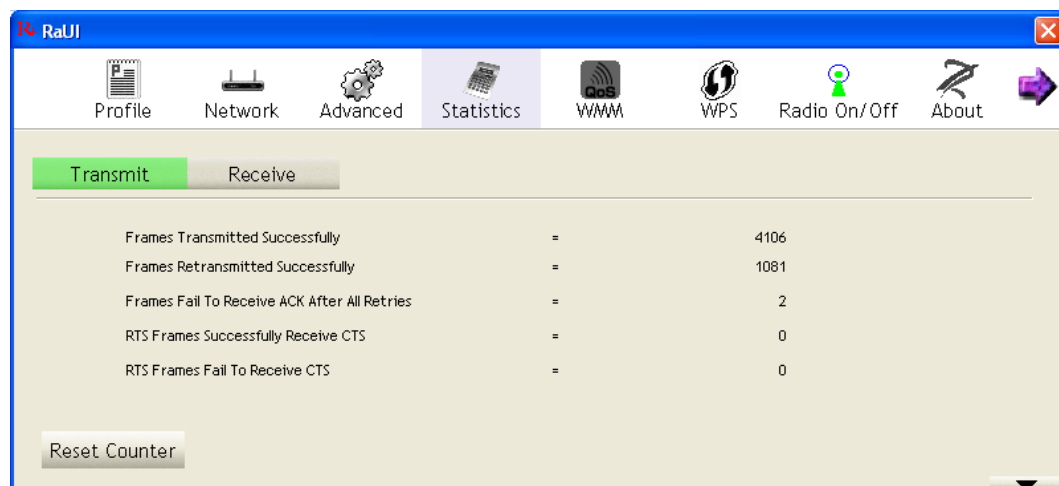 R RaUI
Profile Network Advanced Statistics QoS WMM WPS Radio On/Off About
Transmit Receive
Frames Transmitted Successfully = 4106
Frames Retransmitted Successfully = 1081
Frames Fail To Receive ACK After All Retries = 2
RTS Frames Successfully Receive CTS = 0
RTS Frames Fail To Receive CTS = 0
Reset Counter